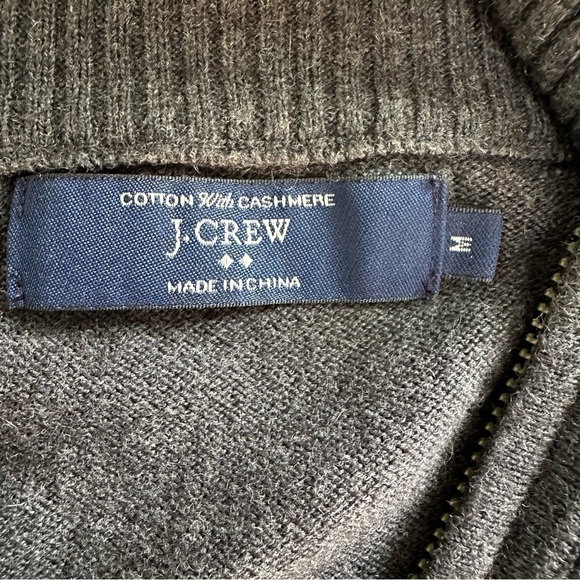 COTTON With CASHMERE
J.CREW
MADE IN CHINA
M